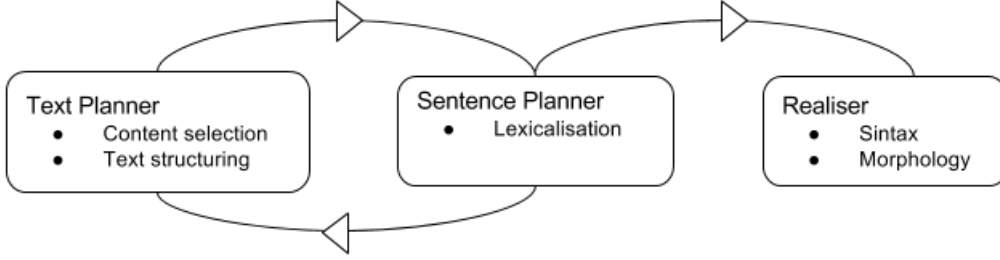 Text Planner
● Content selection
● Text structuring
Sentence Planner
● Lexicalisation
Realiser
● Sintax
● Morphology